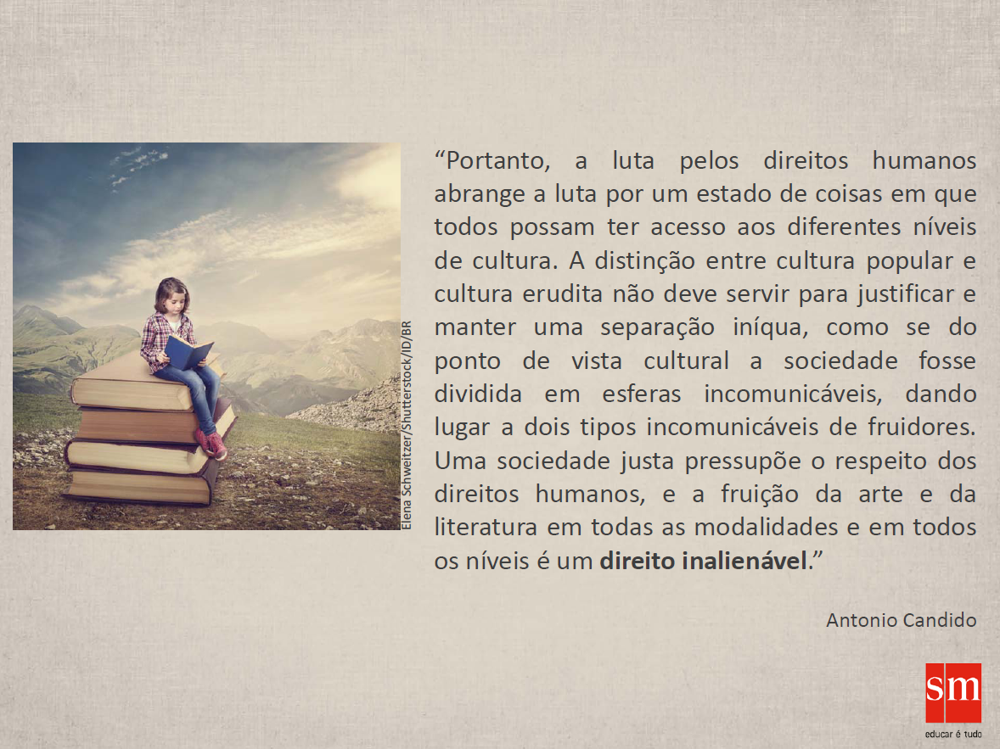 “Portanto, a luta pelos direitos humanos
abrange a luta por um estado de coisas em que
todos possam ter acesso aos diferentes níveis
de cultura. A distinção entre cultura popular e
cultura erudita não deve servir para justificar e
manter uma separação iníqua, como se do
ponto de vista cultural a sociedade fosse
dividida em esferas incomunicáveis, dando
lugar a dois tipos incomunicáveis de fruidores.
Uma sociedade justa pressupõe o respeito dos
direitos humanos, e a fruição da arte e da
literatura em todas as modalidades e em todos
os níveis é um direito inalienável.”
Antonio Candido
Elena Schweitzer/Shutterstock/ID/BR
sm
educar é tudo